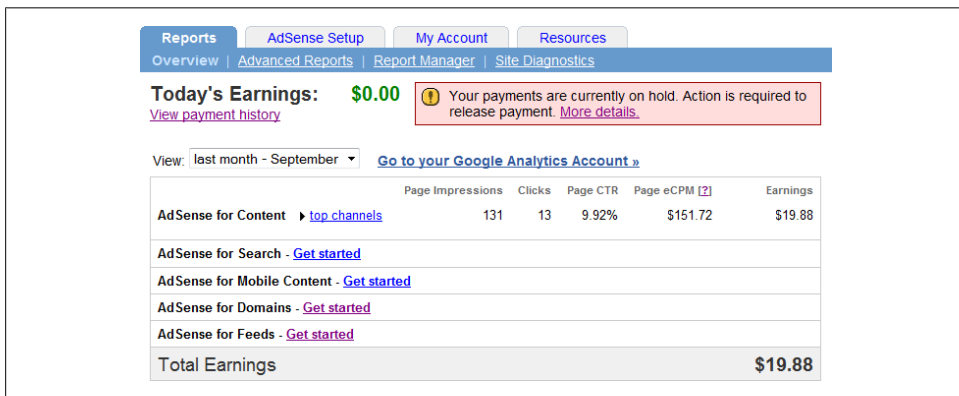 Reports AdSense Setup My Account Resources
Overview | Advanced Reports | Report Manager | Site Diagnostics
Today's Earnings: $0.00
View payment history
Your payments are currently on hold. Action is required to
release payment. More details.
View: last month - September Go to your Google Analytics Account »
Page Impressions Clicks Page CTR Page eCPM [?] Earnings
AdSense for Content top channels 131 13 9.92% $151.72 $19.88
AdSense for Search - Get started
AdSense for Mobile Content - Get started
AdSense for Domains - Get started
AdSense for Feeds - Get started
Total Earnings $19.88